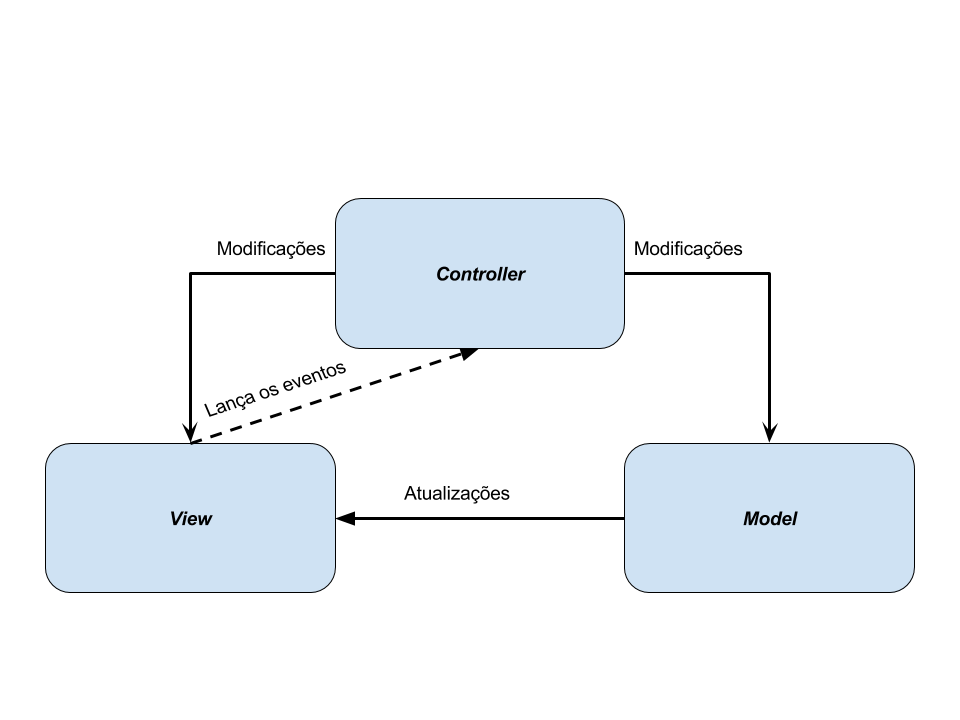 Modificações
Modificações
Controller
Lança os eventos
Atualizações
View
Model